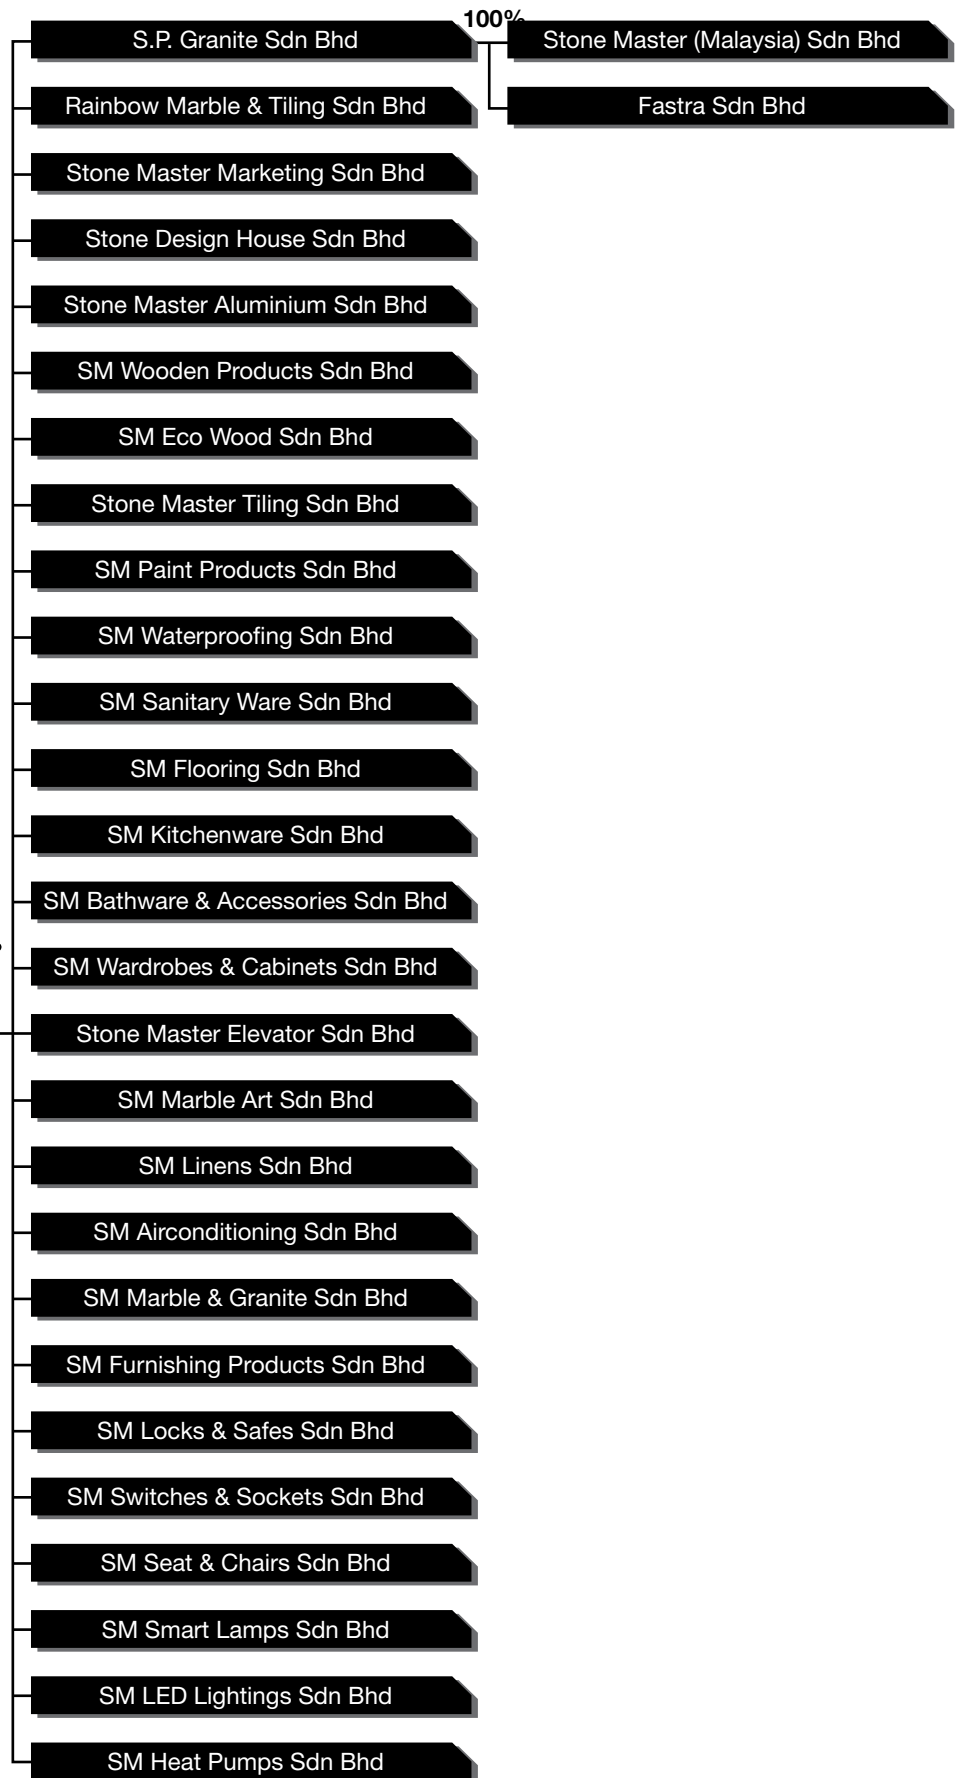 100%
S.P. Granite Sdn Bhd
Stone Master (Malaysia) Sdn Bhd
Rainbow Marble & Tiling Sdn Bhd
Fastra Sdn Bhd
Stone Master Marketing Sdn Bhd
Stone Design House Sdn Bhd
Stone Master Aluminium Sdn Bhd
SM Wooden Products Sdn Bhd
SM Eco Wood Sdn Bhd
Stone Master Tiling Sdn Bhd
SM Paint Products Sdn Bhd
SM Waterproofing Sdn Bhd
SM Sanitary Ware Sdn Bhd
SM Flooring Sdn Bhd
SM Kitchenware Sdn Bhd
SM Bathware & Accessories Sdn Bhd
SM Wardrobes & Cabinets Sdn Bhd
Stone Master Elevator Sdn Bhd
SM Marble Art Sdn Bhd
SM Linens Sdn Bhd
SM Airconditioning Sdn Bhd
SM Marble & Granite Sdn Bhd
SM Furnishing Products Sdn Bhd
SM Locks & Safes Sdn Bhd
SM Switches & Sockets Sdn Bhd
SM Seat & Chairs Sdn Bhd
SM Smart Lamps Sdn Bhd
SM LED Lightings Sdn Bhd
SM Heat Pumps Sdn Bhd